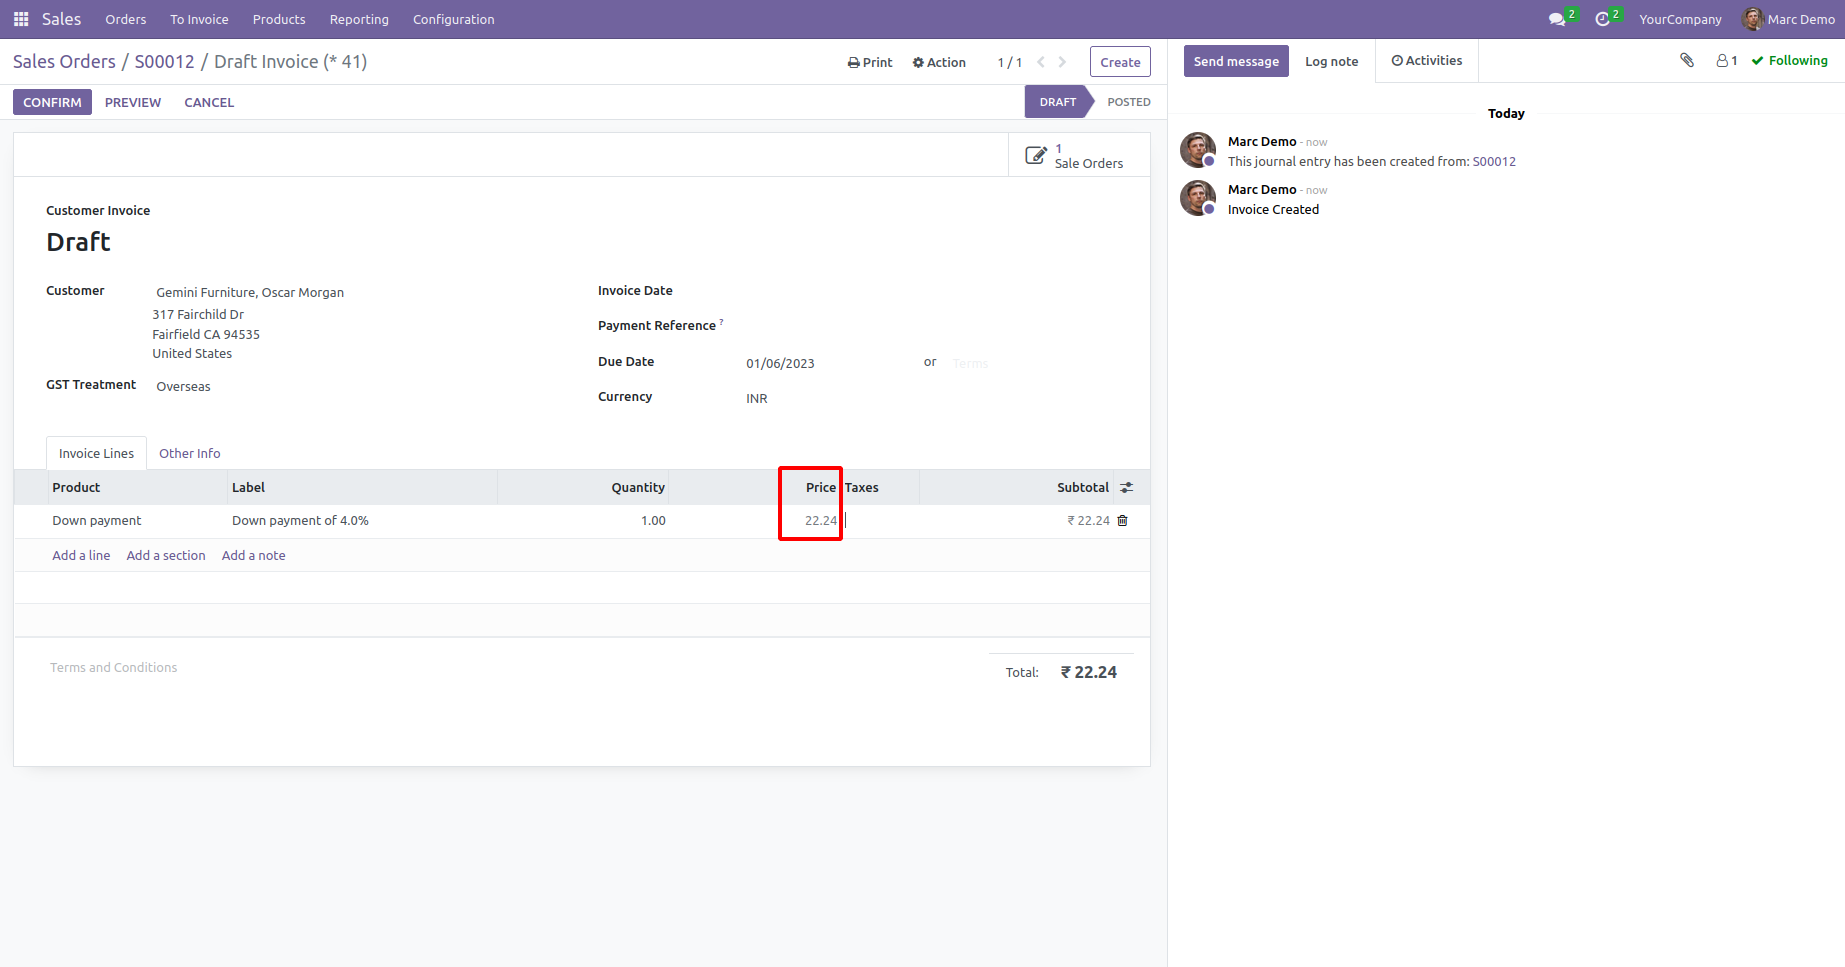 Sales Orders To Invoice Products Reporting Configuration 2 2 YourCompany Marc Demo
Sales Orders / S00012 / Draft Invoice (* 41) Print Action 1 / 1 Create
CONFIRM PREVIEW CANCEL DRAFT POSTED
1
Sale Orders
Customer Invoice
Draft
Customer Gemini Furniture, Oscar Morgan
317 Fairchild Dr
Fairfield CA 94535
United States
GST Treatment Overseas
Invoice Date
Payment Reference ?
Due Date 01/06/2023 or Terms
Currency INR
Invoice Lines Other Info
Product Label Quantity Price Taxes Subtotal
Down payment Down payment of 4.0% 1.00 22.24 ₹ 22.24
Add a line Add a section Add a note
Terms and Conditions
Total: ₹ 22.24
Send message Log note Activities 1 Following
Today
Marc Demo - now
This journal entry has been created from: S00012
Marc Demo - now
Invoice Created